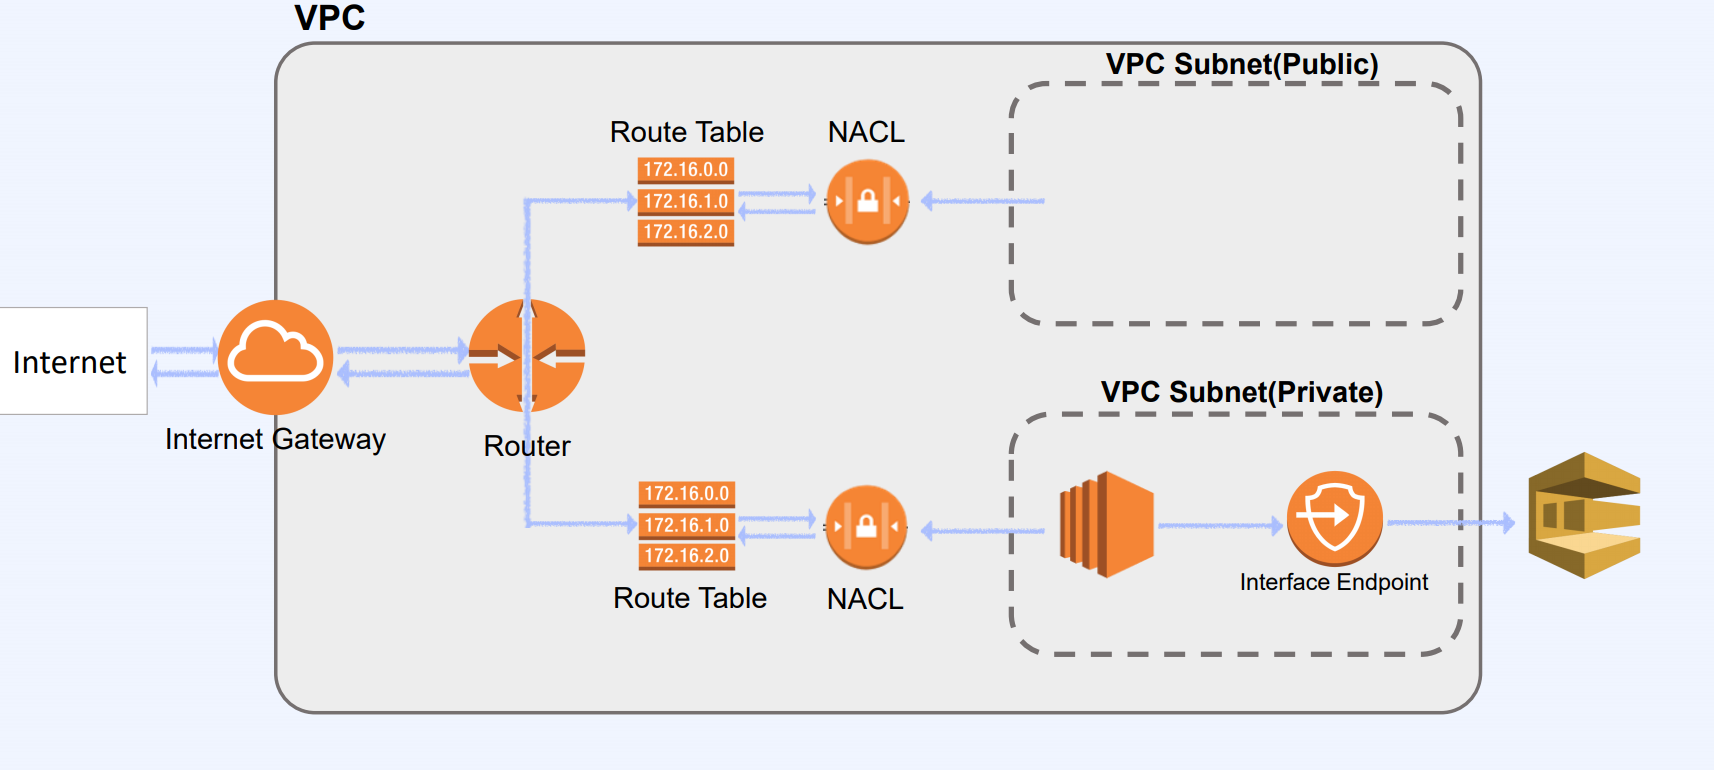 VPC
VPC Subnet(Public)
Route Table
NACL
172.16.0.0
172.16.1.0
172.16.2.0
Internet
Internet Gateway
Router
VPC Subnet(Private)
172.16.0.0
172.16.1.0
172.16.2.0
Route Table
NACL
Interface Endpoint